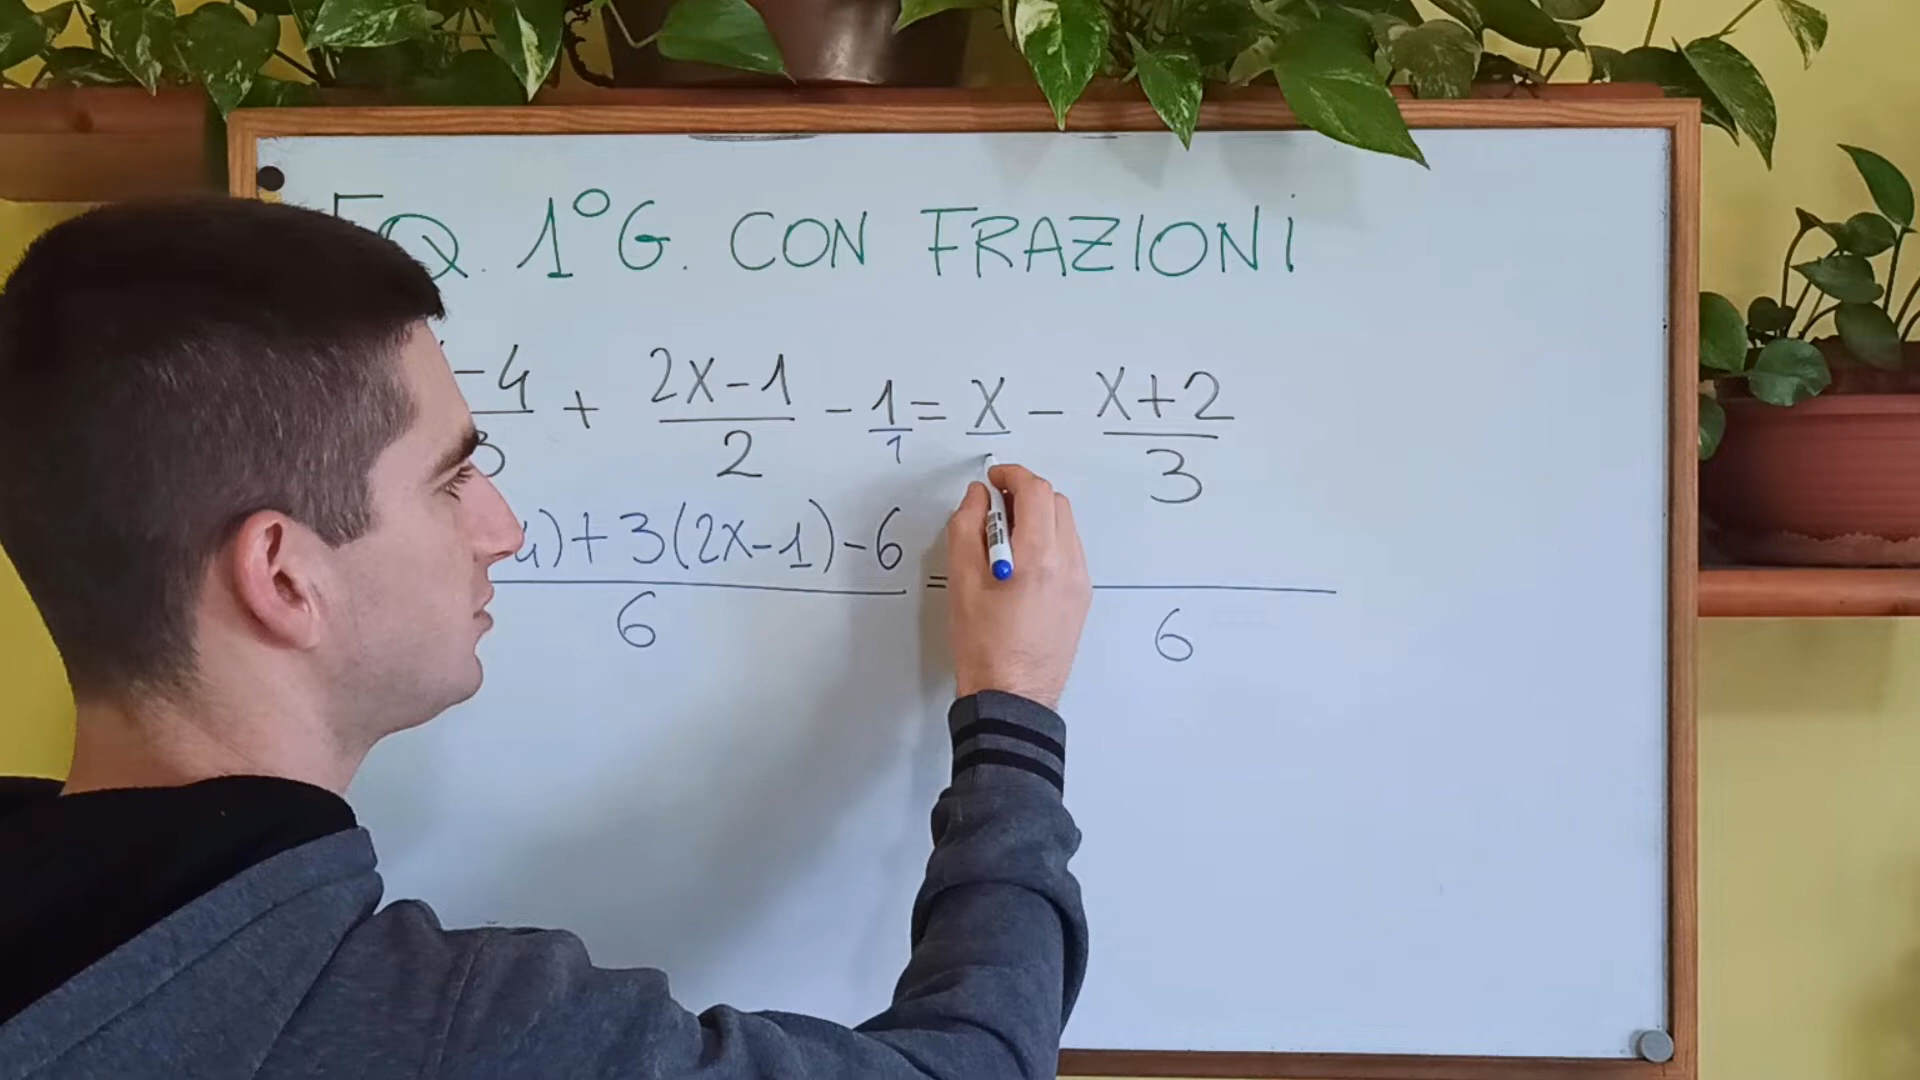 EQ. 1°G. CON FRAZIONI
-4 + 2X-1 - 1 = X - X+2
3 2 1 3
4)+3(2X-1)-6 =
6 6